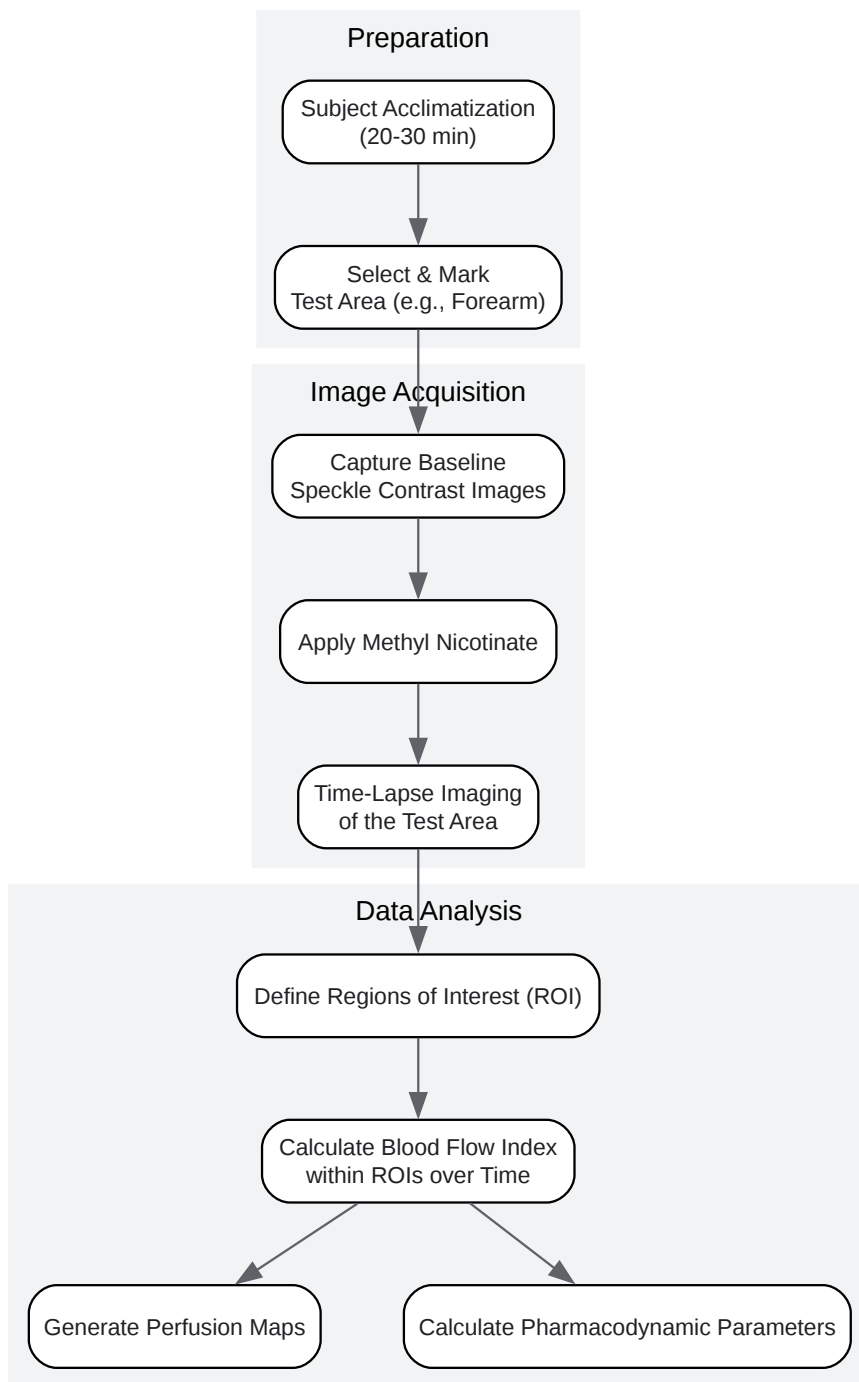 Preparation
Subject Acclimatization
(20-30 min)
Select & Mark
Test Area (e.g., Forearm)
Image Acquisition
Capture Baseline
Speckle Contrast Images
Apply Methyl Nicotinate
Time-Lapse Imaging
of the Test Area
Data Analysis
Define Regions of Interest (ROI)
Calculate Blood Flow Index
within ROIs over Time
Generate Perfusion Maps
Calculate Pharmacodynamic Parameters